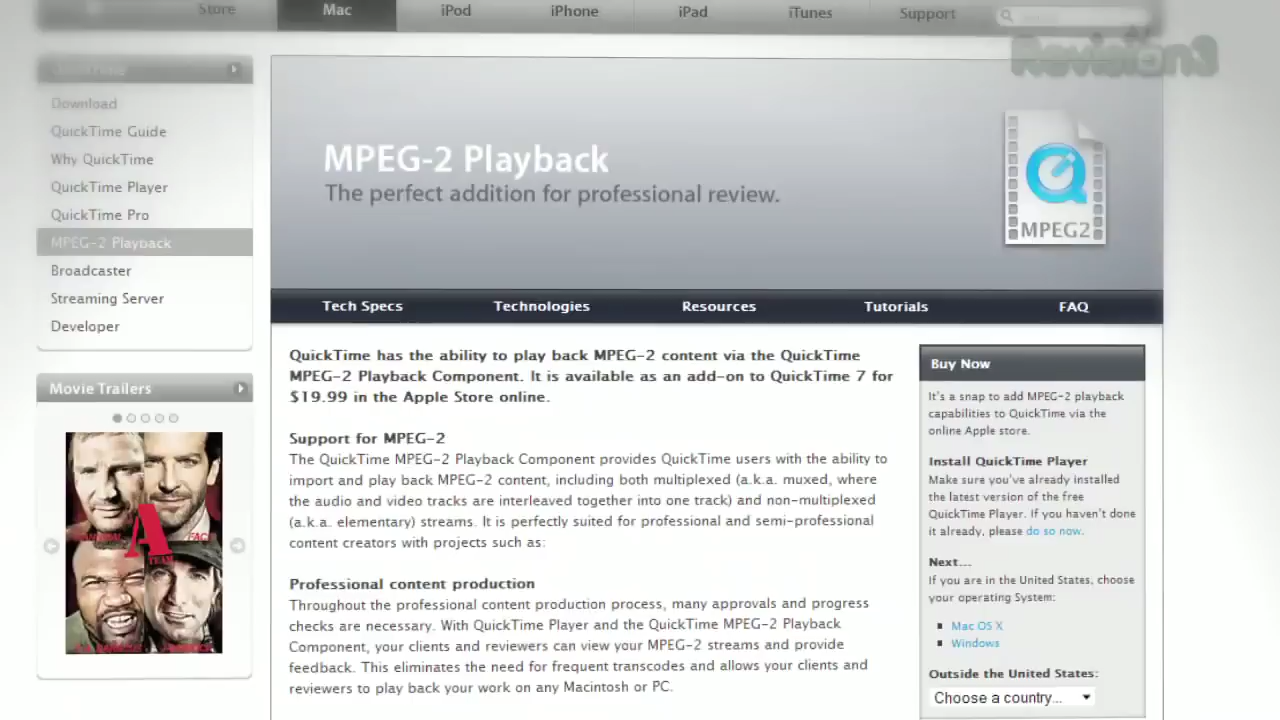 Store Mac iPod iPhone iPad iTunes Support
Revision3
Download
QuickTime Guide
Why QuickTime
QuickTime Player
QuickTime Pro
MPEG-2 Playback
Broadcaster
Streaming Server
Developer
Movie Trailers
A
TEAM
MPEG-2 Playback
The perfect addition for professional review.
MPEG2
Tech Specs Technologies Resources Tutorials FAQ
QuickTime has the ability to play back MPEG-2 content via the QuickTime
MPEG-2 Playback Component. It is available as an add-on to QuickTime 7 for
$19.99 in the Apple Store online.
Support for MPEG-2
The QuickTime MPEG-2 Playback Component provides QuickTime users with the ability to
import and play back MPEG-2 content, including both multiplexed (a.k.a. muxed, where
the audio and video tracks are interleaved together into one track) and non-multiplexed
(a.k.a. elementary) streams. It is perfectly suited for professional and semi-professional
content creators with projects such as:
Professional content production
Throughout the professional content production process, many approvals and progress
checks are necessary. With QuickTime Player and the QuickTime MPEG-2 Playback
Component, your clients and reviewers can view your MPEG-2 streams and provide
feedback. This eliminates the need for frequent transcodes and allows your clients and
reviewers to play back your work on any Macintosh or PC.
Buy Now
It's a snap to add MPEG-2 playback
capabilities to QuickTime via the
online Apple store.
Install QuickTime Player
Make sure you've already installed
the latest version of the free
QuickTime Player. If you haven't done
it already, please do so now.
Next...
If you are in the United States, choose
your operating System:
Mac OS X
Windows
Outside the United States:
Choose a country...